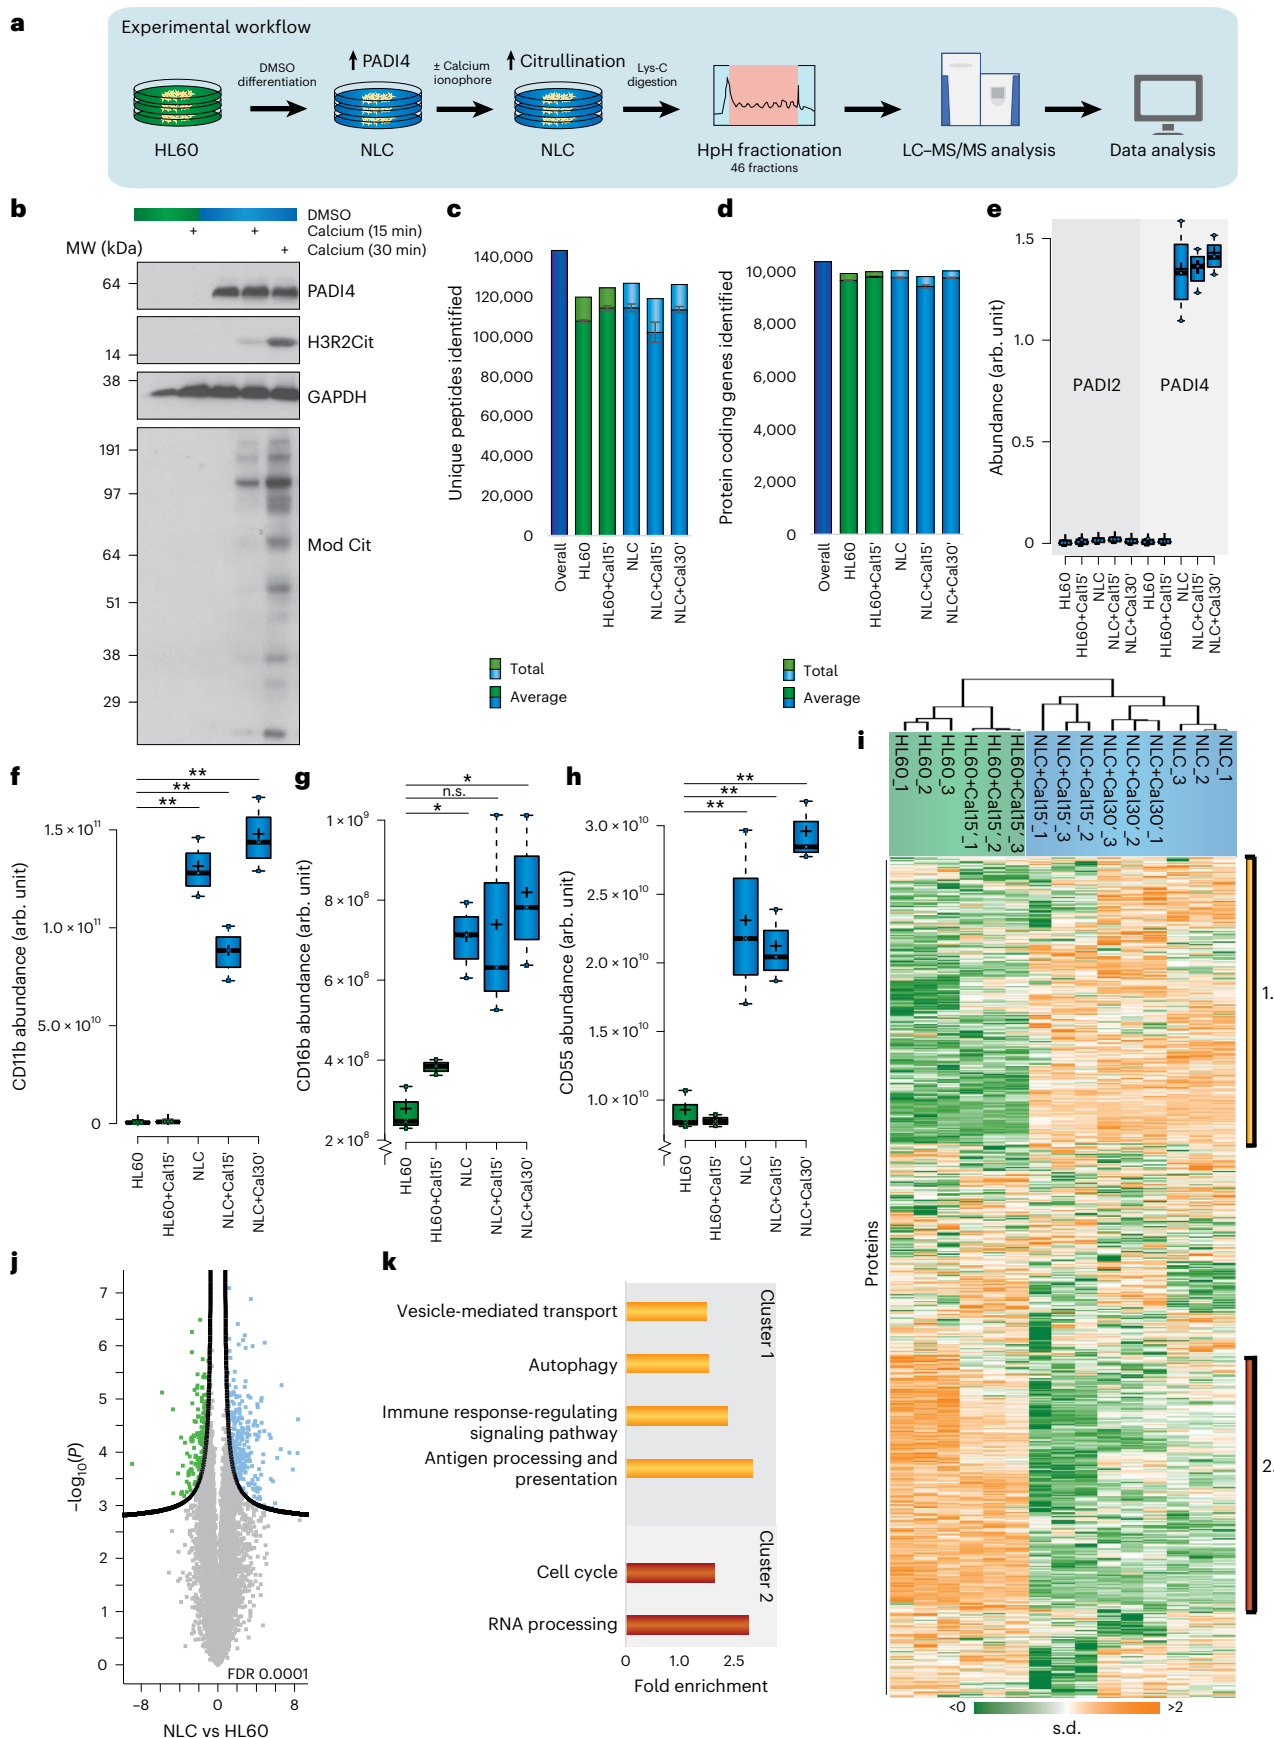 a
Experimental workflow
DMSO
differentiation
PADI4
± Calcium
ionophore
Citrullination
Lys-C
digestion
HL60
NLC
NLC
HpH fractionation
46 fractions
LC–MS/MS analysis
Data analysis
b
DMSO
+ + Calcium (15 min)
MW (kDa) + Calcium (30 min)
64
PADI4
14
H3R2Cit
38
GAPDH
191
97
64
51
38
29
Mod Cit
c
Unique peptides identified
140,000
120,000
100,000
80,000
60,000
40,000
20,000
0
Overall
HL60
HL60+Cal15′
NLC
NLC+Cal15′
NLC+Cal30′
Total
Average
d
Protein coding genes identified
10,000
8,000
6,000
4,000
2,000
0
Overall
HL60
HL60+Cal15′
NLC
NLC+Cal15′
NLC+Cal30′
Total
Average
e
Abundance (arb. unit)
1.5
1.0
0.5
0
PADI2
PADI4
HL60
HL60+Cal15′
NLC
NLC+Cal15′
NLC+Cal30′
HL60
HL60+Cal15′
NLC
NLC+Cal15′
NLC+Cal30′
f
CD11b abundance (arb. unit)
**
**
**
1.5 × 10¹¹
1.0 × 10¹¹
5.0 × 10¹⁰
0
HL60
HL60+Cal15′
NLC
NLC+Cal15′
NLC+Cal30′
g
CD16b abundance (arb. unit)
*
n.s.
*
1 × 10⁹
8 × 10⁸
6 × 10⁸
4 × 10⁸
2 × 10⁸
HL60
HL60+Cal15′
NLC
NLC+Cal15′
NLC+Cal30′
h
CD55 abundance (arb. unit)
**
**
**
3.0 × 10¹⁰
2.5 × 10¹⁰
2.0 × 10¹⁰
1.5 × 10¹⁰
1.0 × 10¹⁰
HL60
HL60+Cal15′
NLC
NLC+Cal15′
NLC+Cal30′
i
HL60_1
HL60_2
HL60_3
HL60+Cal15′_1
HL60+Cal15′_2
HL60+Cal15′_3
NLC+Cal15′_1
NLC+Cal15′_3
NLC+Cal15′_2
NLC+Cal30′_3
NLC+Cal30′_2
NLC+Cal30′_1
NLC_3
NLC_2
NLC_1
Proteins
1.
2.
<0
>2
s.d.
j
−log₁₀(P)
7
6
5
4
3
2
1
0
FDR 0.0001
−8
0
8
NLC vs HL60
k
Cluster 1
Vesicle-mediated transport
Autophagy
Immune response-regulating
signaling pathway
Antigen processing and
presentation
Cluster 2
Cell cycle
RNA processing
0
1.0
2.5
Fold enrichment